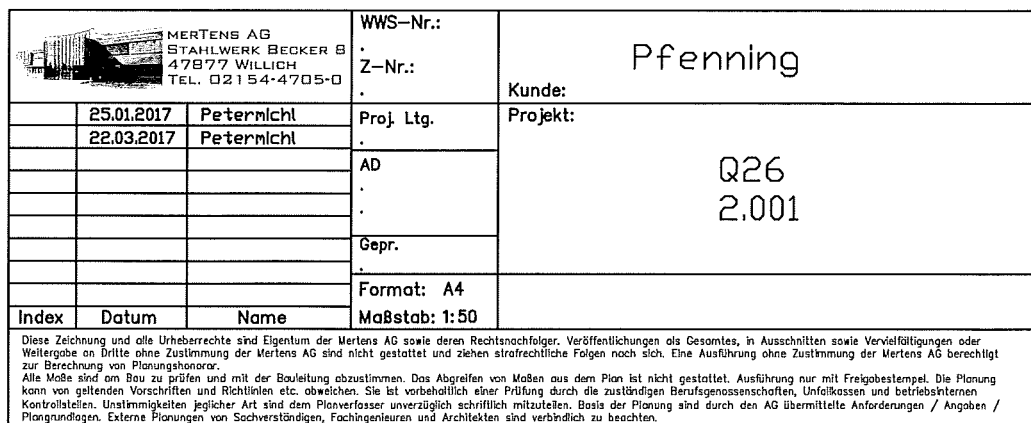 merTens AG
Stahlwerk Becker 8
47877 Willich
Tel. 02154-4705-0
WWS-Nr.:
.
Z-Nr.:
.
Pfenning
Kunde:
25.01.2017 Petermichl
22.03.2017 Petermichl
Index Datum Name
Proj. Ltg.
.
AD
.
.
Gepr.
.
Format: A4
Maßstab: 1:50
Projekt:
Q26
2.001
Diese Zeichnung und alle Urheberrechte sind Eigentum der Mertens AG sowie deren Rechtsnachfolger. Veröffentlichungen als Gesamtes, in Ausschnitten sowie Vervielfältigungen oder
Weitergabe an Dritte ohne Zustimmung der Mertens AG sind nicht gestattet und ziehen strafrechtliche Folgen nach sich. Eine Ausführung ohne Zustimmung der Mertens AG berechtigt
zur Berechnung von Planungshonorar.
Alle Maße sind am Bau zu prüfen und mit der Bauleitung abzustimmen. Das Abgreifen von Maßen aus dem Plan ist nicht gestattet. Ausführung nur mit Freigabestempel. Die Planung
kann von geltenden Vorschriften und Richtlinien etc. abweichen. Sie ist vorbehaltlich einer Prüfung durch die zuständigen Berufsgenossenschaften, Unfallkassen und betriebsinternen
Kontrollstellen. Unstimmigkeiten jeglicher Art sind dem Planverfasser unverzüglich schriftlich mitzuteilen. Basis der Planung sind durch den AG übermittelte Anforderungen / Angaben /
Plangrundlagen. Externe Planungen von Sachverständigen, Fachingenieuren und Architekten sind verbindlich zu beachten.